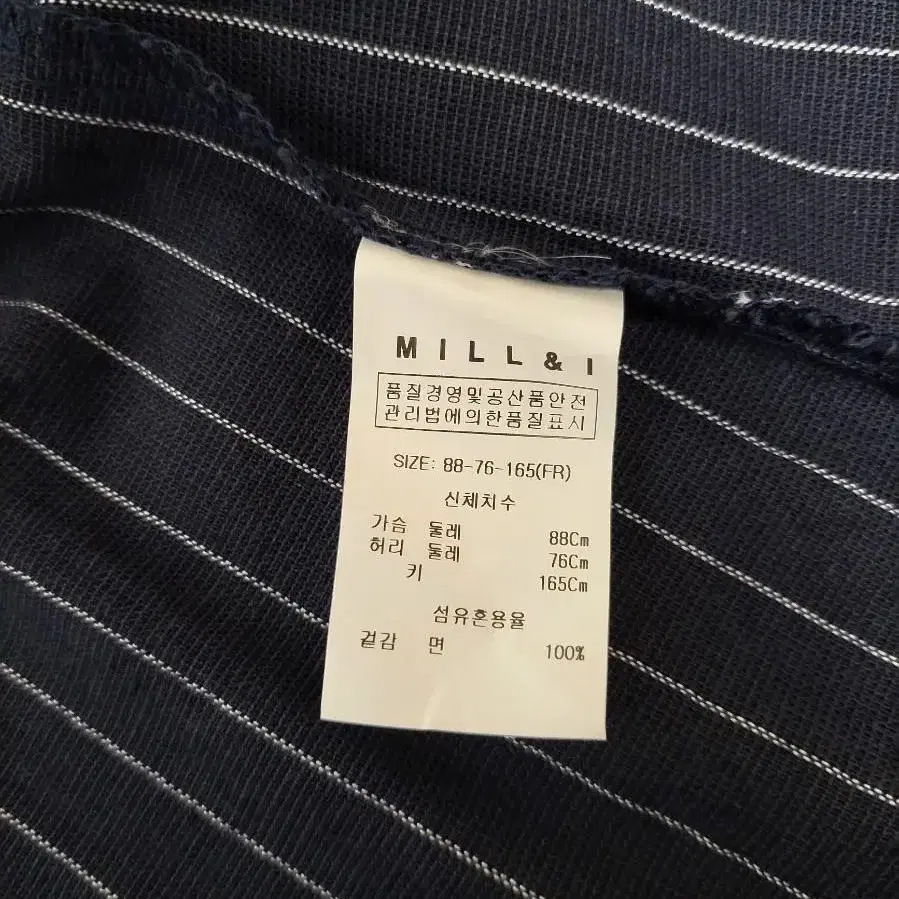 MILL&I
품질경영및공산품안전
관리법에의한품질표시
SIZE: 88-76-165(FR)
신체치수
가슴 둘레 88Cm
허리 둘레 76Cm
키 165Cm
섬유혼용율
겉감 면 100%